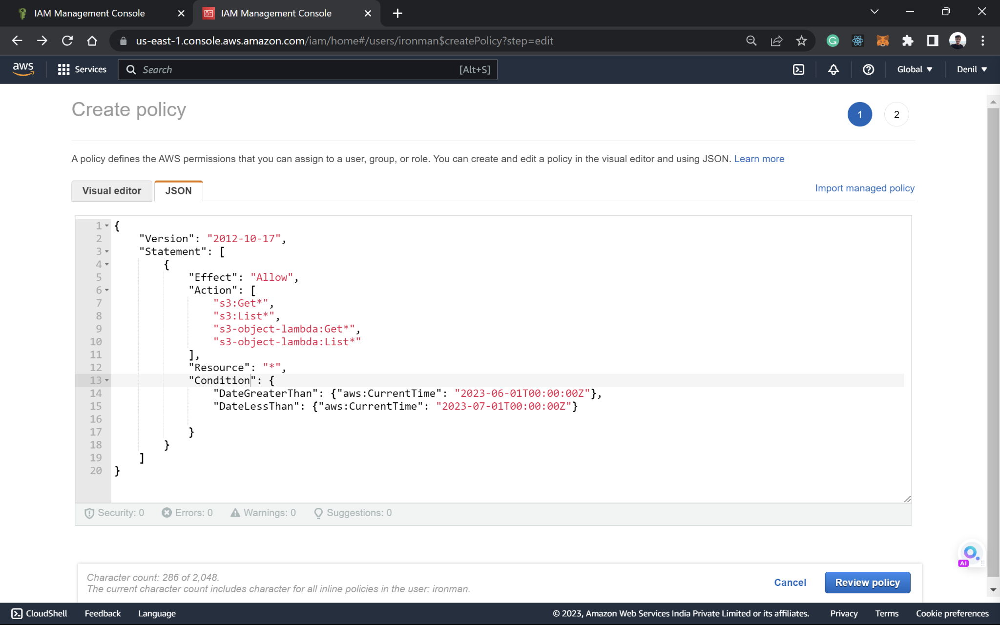 IAM Management Console
IAM Management Console
us-east-1.console.aws.amazon.com/iam/home#/users/ironman$createPolicy?step=edit
aws
Services
Search
[Alt+S]
Global
Denil
Create policy
1
2
A policy defines the AWS permissions that you can assign to a user, group, or role. You can create and edit a policy in the visual editor and using JSON. Learn more
Visual editor
JSON
Import managed policy
1 {
2     "Version": "2012-10-17",
3     "Statement": [
4         {
5             "Effect": "Allow",
6             "Action": [
7                 "s3:Get*",
8                 "s3:List*",
9                 "s3-object-lambda:Get*",
10                 "s3-object-lambda:List*"
11             ],
12             "Resource": "*",
13             "Condition": {
14                 "DateGreaterThan": {"aws:CurrentTime": "2023-06-01T00:00:00Z"},
15                 "DateLessThan": {"aws:CurrentTime": "2023-07-01T00:00:00Z"}
16
17             }
18         }
19     ]
20 }
Security: 0
Errors: 0
Warnings: 0
Suggestions: 0
AI
Character count: 286 of 2,048.
The current character count includes character for all inline policies in the user: ironman.
Cancel
Review policy
CloudShell
Feedback
Language
© 2023, Amazon Web Services India Private Limited or its affiliates.
Privacy
Terms
Cookie preferences